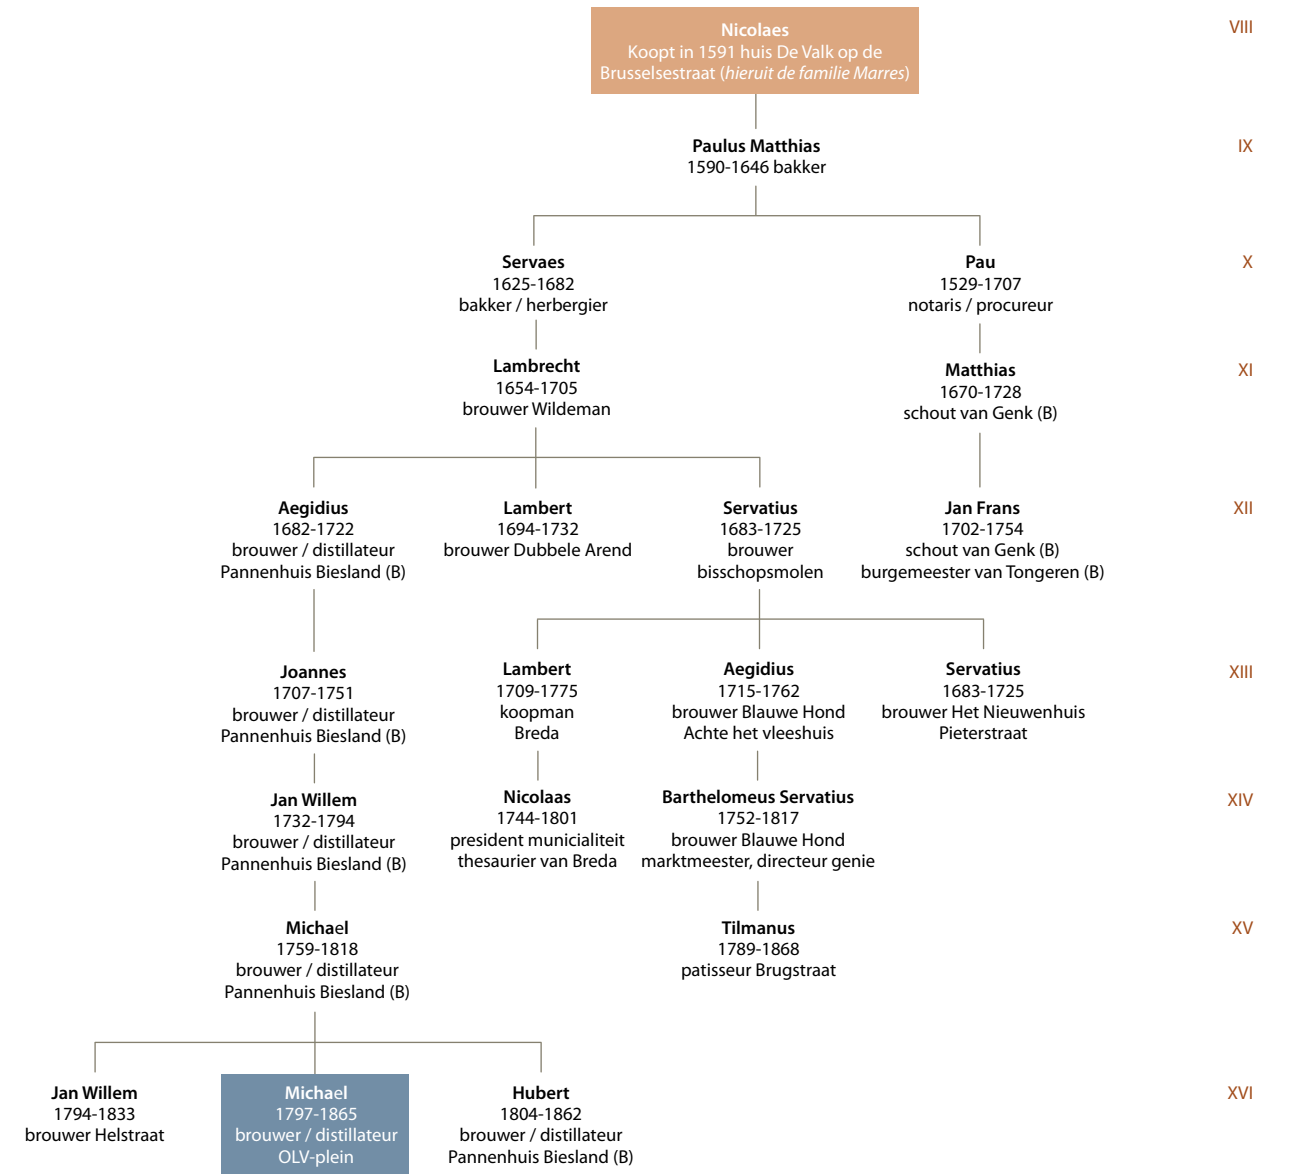 Nicolaes
Koopt in 1591 huis De Valk op de
Brusselsestraat (hieruit de familie Marres)
VIII
Paulus Matthias
1590-1646 bakker
IX
Servaes
1625-1682
bakker / herbergier
Pau
1529-1707
notaris / procureur
X
Lambrecht
1654-1705
brouwer Wildeman
Matthias
1670-1728
schout van Genk (B)
XI
Aegidius
1682-1722
brouwer / distillateur
Pannenhuis Biesland (B)
Lambert
1694-1732
brouwer Dubbele Arend
Servatius
1683-1725
brouwer
bisschopsmolen
Jan Frans
1702-1754
schout van Genk (B)
burgemeester van Tongeren (B)
XII
Joannes
1707-1751
brouwer / distillateur
Pannenhuis Biesland (B)
Lambert
1709-1775
koopman
Breda
Aegidius
1715-1762
brouwer Blauwe Hond
Achte het vleeshuis
Servatius
1683-1725
brouwer Het Nieuwenhuis
Pieterstraat
XIII
Jan Willem
1732-1794
brouwer / distillateur
Pannenhuis Biesland (B)
Nicolaas
1744-1801
president municialiteit
thesaurier van Breda
Barthelomeus Servatius
1752-1817
brouwer Blauwe Hond
marktmeester, directeur genie
XIV
Michael
1759-1818
brouwer / distillateur
Pannenhuis Biesland (B)
Tilmanus
1789-1868
patisseur Brugstraat
XV
Jan Willem
1794-1833
brouwer Helstraat
Michael
1797-1865
brouwer / distillateur
OLV-plein
Hubert
1804-1862
brouwer / distillateur
Pannenhuis Biesland (B)
XVI